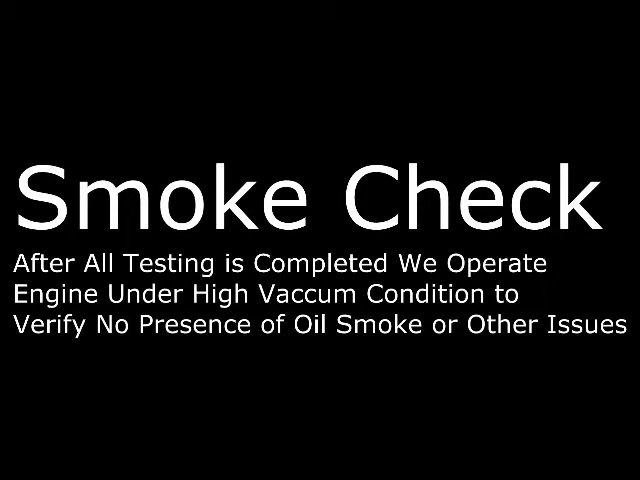 Smoke Check
After All Testing is Completed We Operate
Engine Under High Vaccum Condition to
Verify No Presence of Oil Smoke or Other Issues